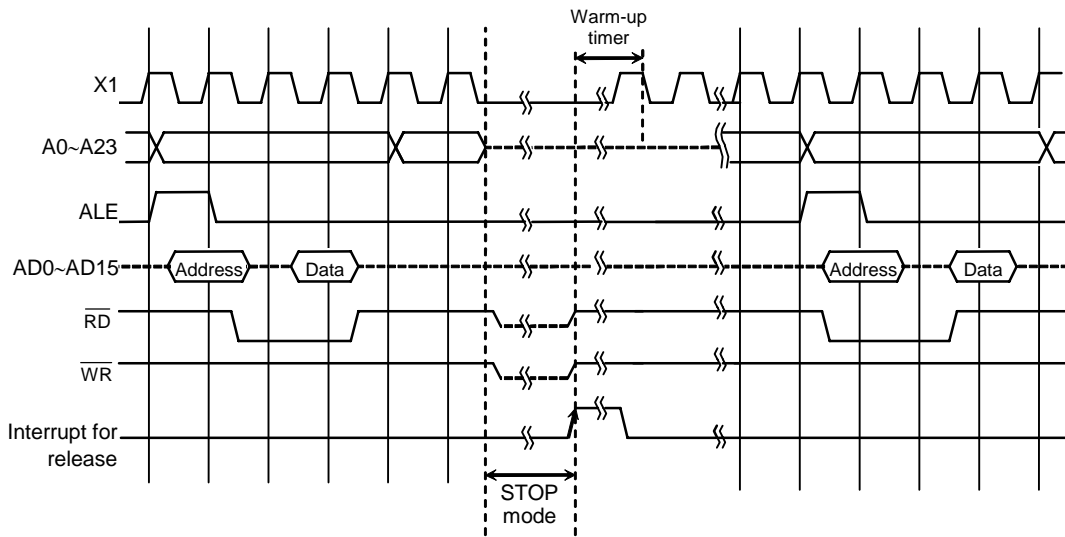 Warm-up
timer
X1
A0~A23
ALE
AD0~AD15
Address
Data
Address
Data
RD
WR
Interrupt for
release
STOP
mode